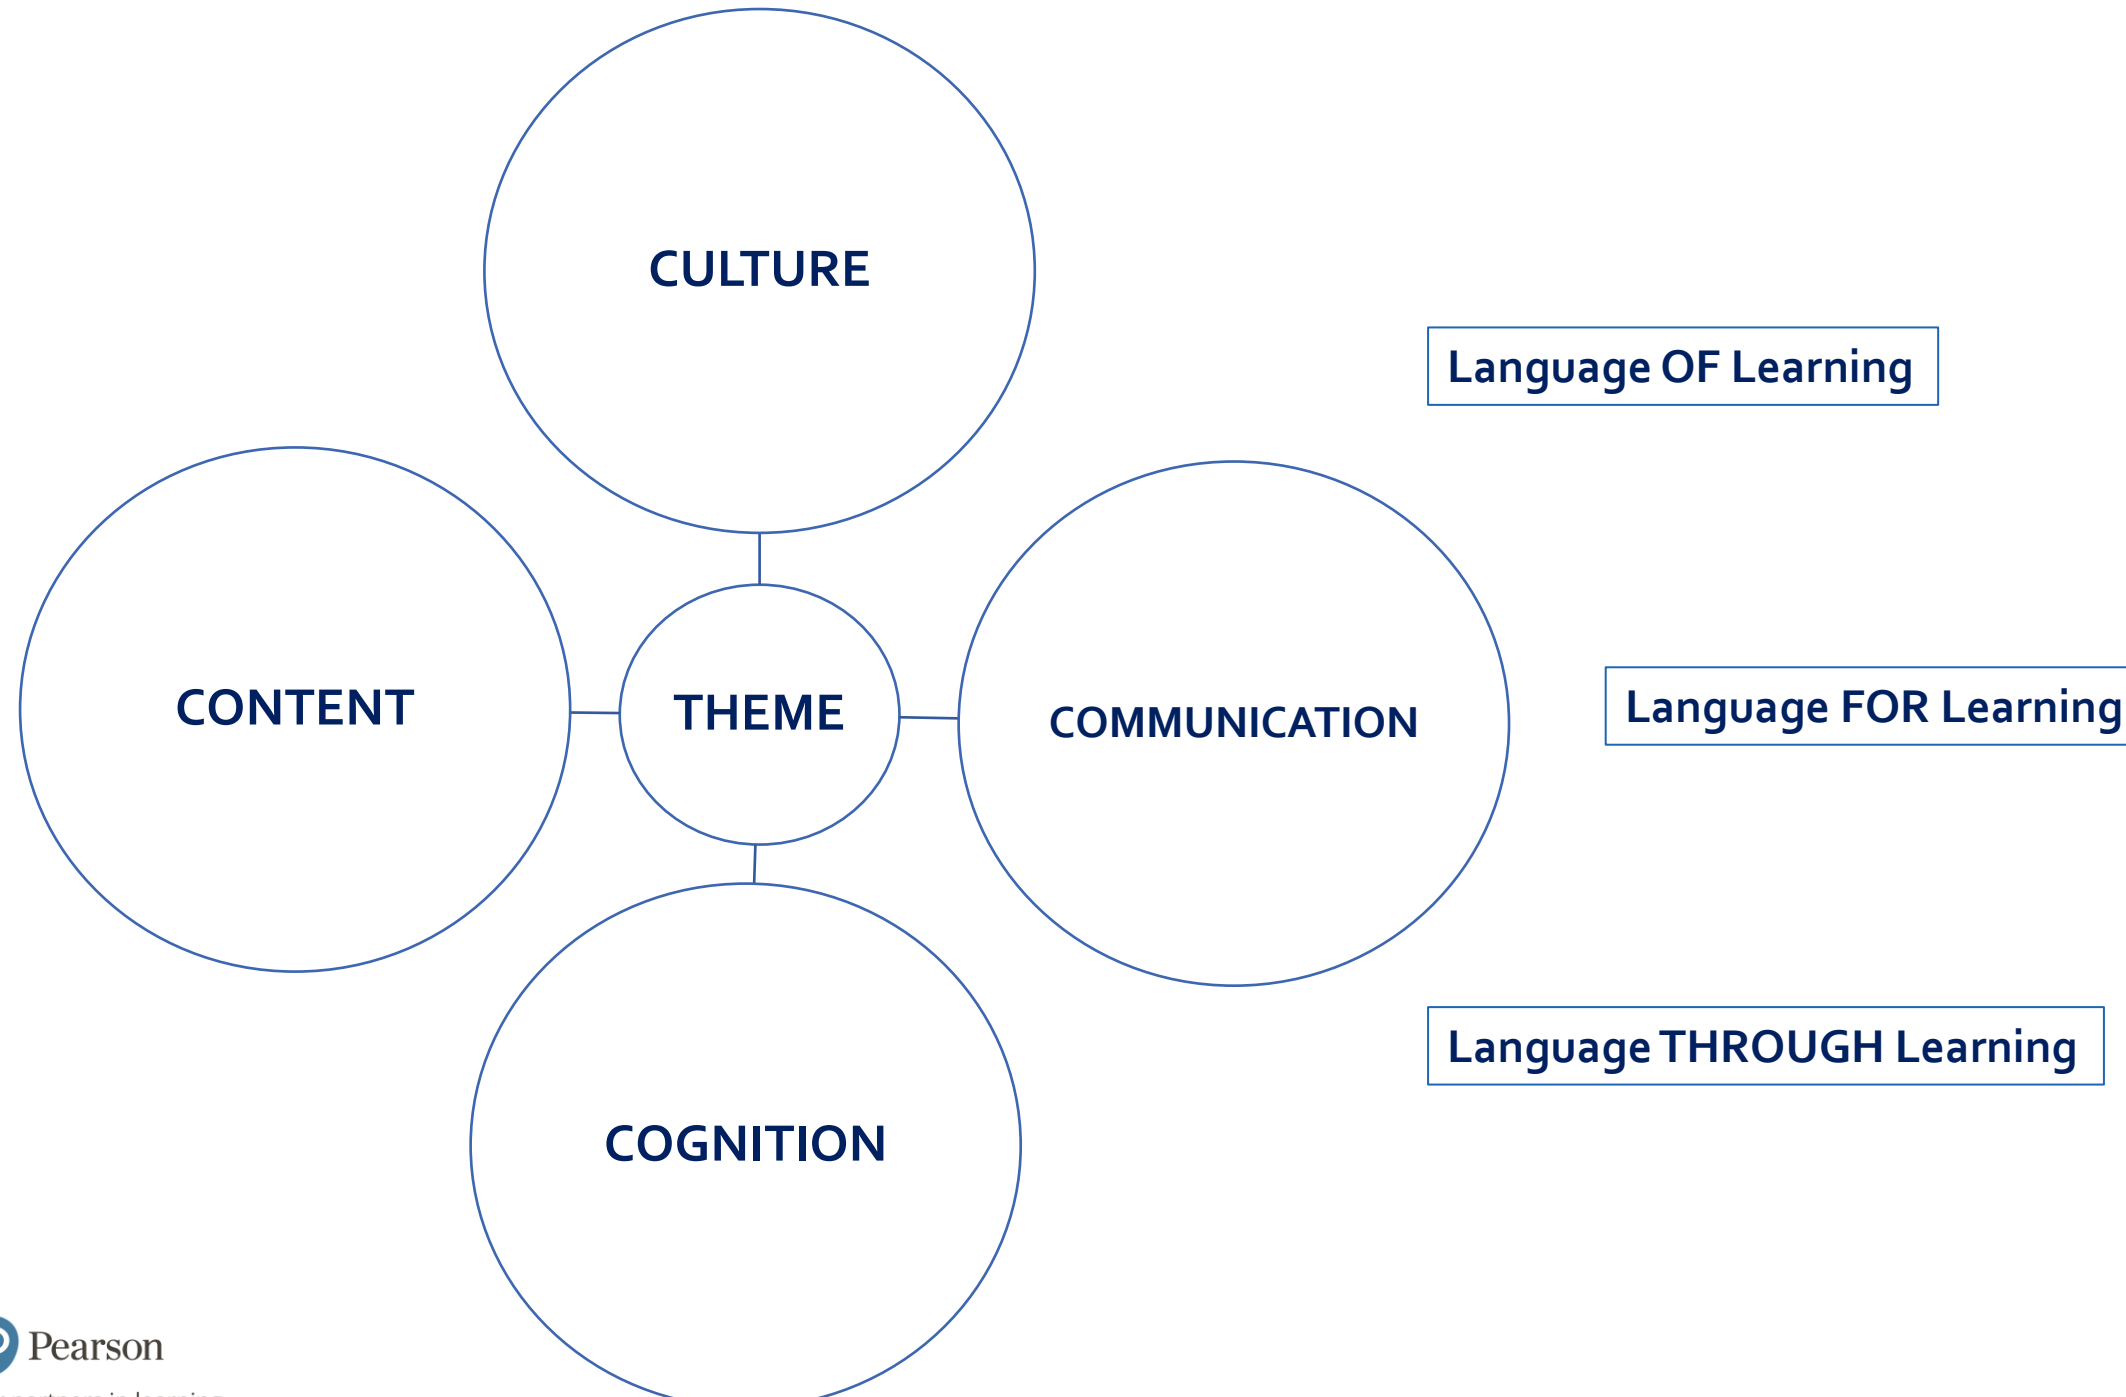 CULTURE
Language OF Learning
CONTENT
THEME
COMMUNICATION
Language FOR Learning
Language THROUGH Learning
COGNITION
Pearson